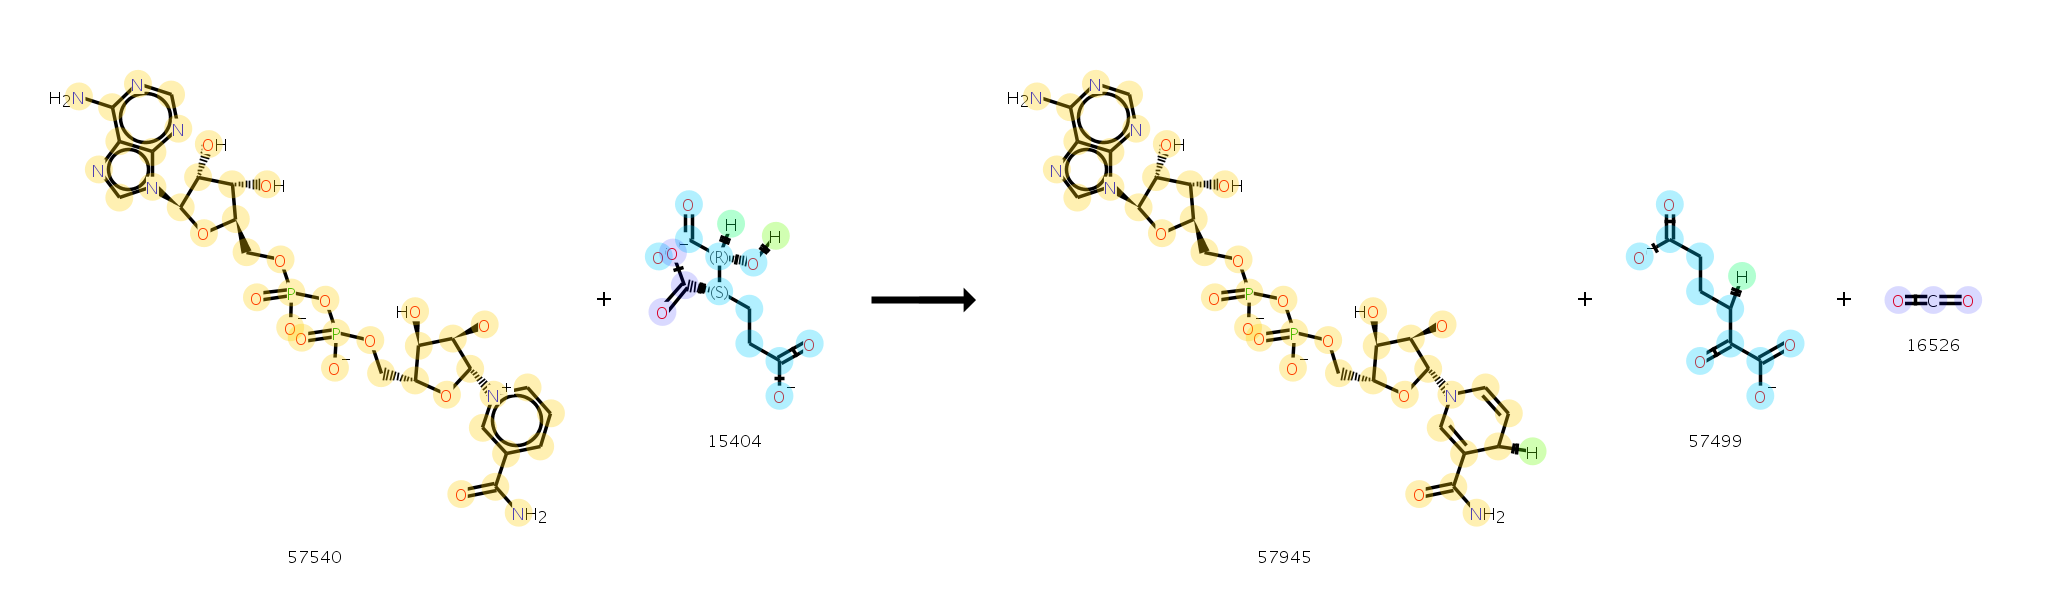 H2N N N N N OH OH O O O P O− O O P O− O O HO O O N+ O NH2
57540
+
O O− O H (R) O H (S) O O O−
15404
H2N N N N N OH OH O O O P O− O O P O− O O HO O O N H O NH2
57945
+
O O− H O O O−
57499
+
O C O
16526